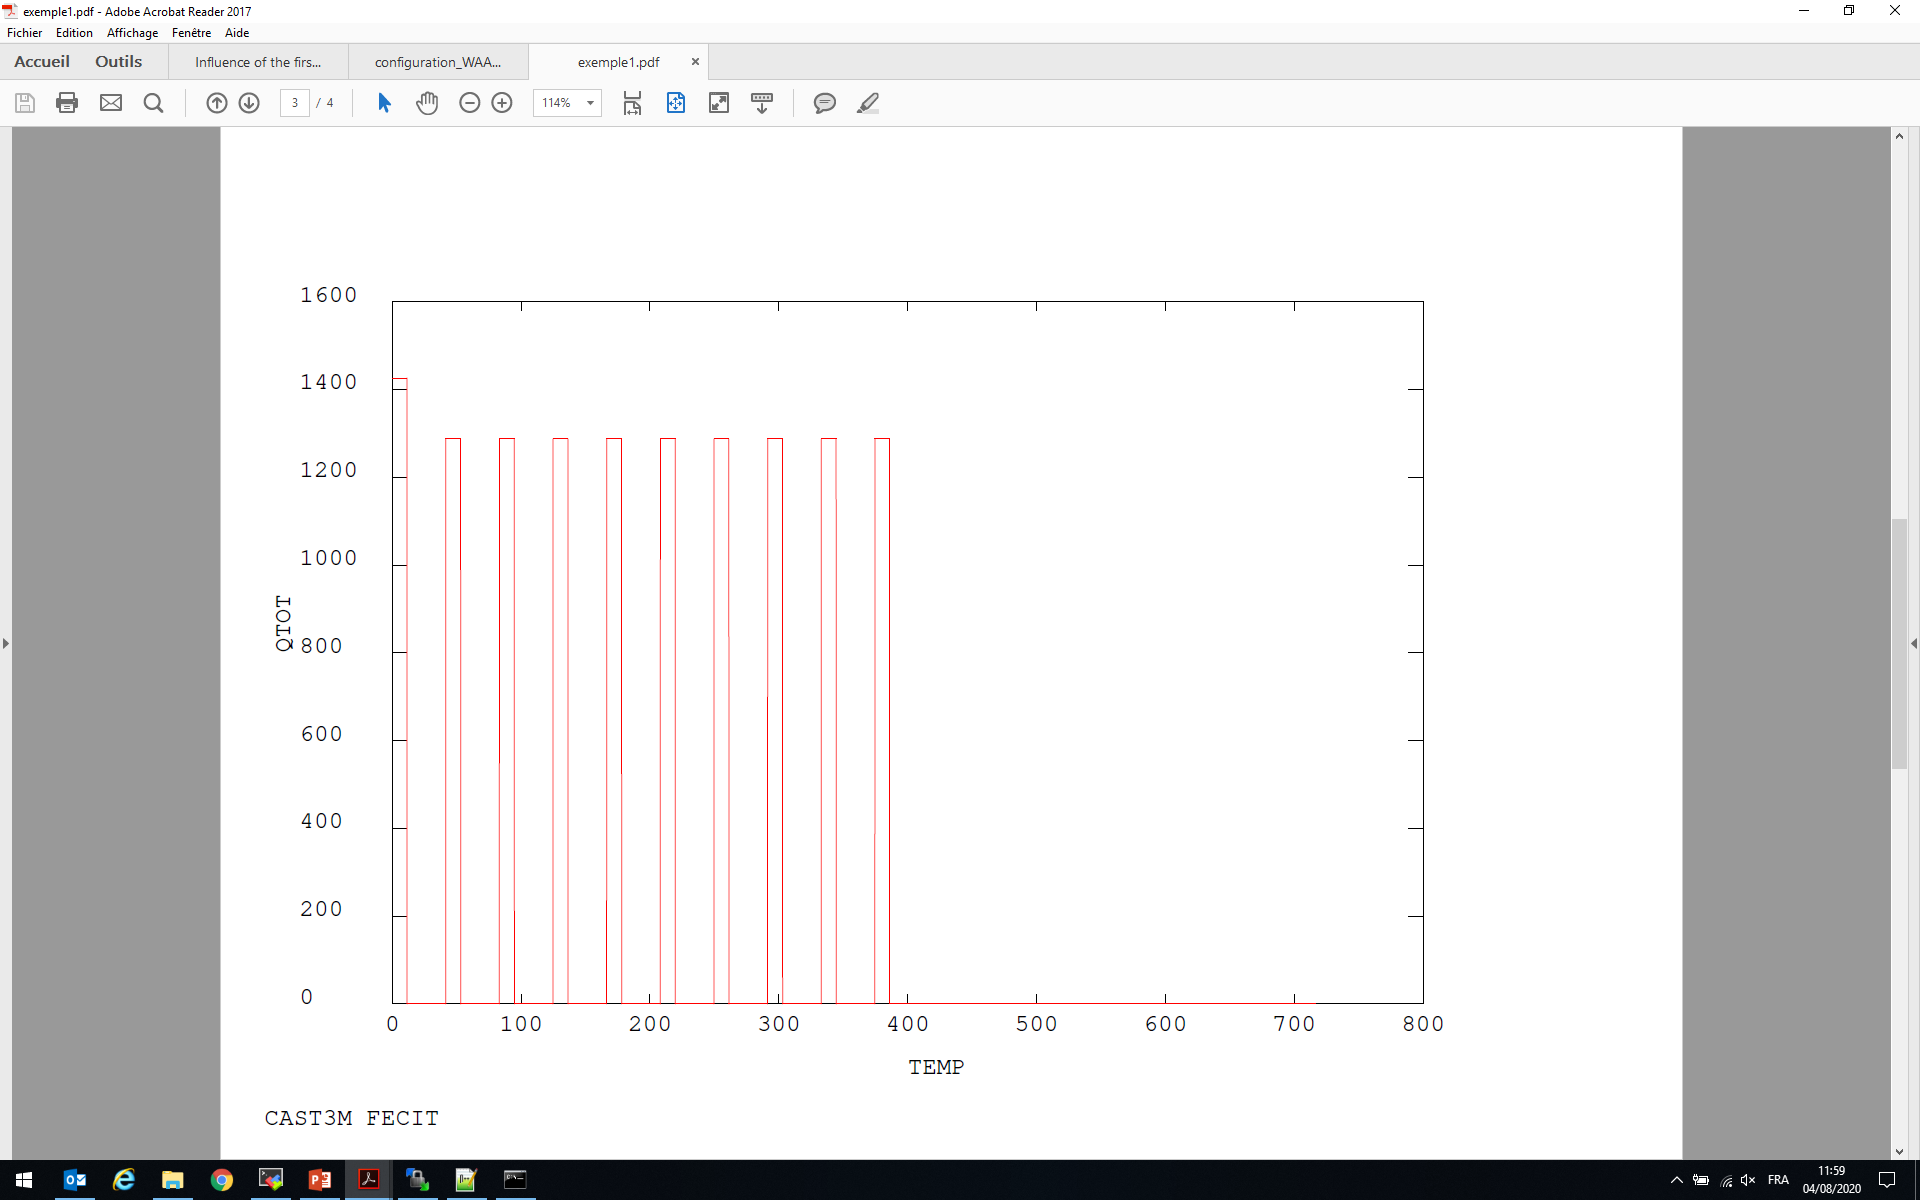 exemple1.pdf - Adobe Acrobat Reader 2017
Fichier Edition Affichage Fenêtre Aide
Accueil Outils Influence of the firs... configuration_WAA... exemple1.pdf
3 / 4 114%
1600
1400
1200
1000
800
600
400
200
0
QTOT
0 100 200 300 400 500 600 700 800
TEMP
CAST3M FECIT
FRA
11:59
04/08/2020